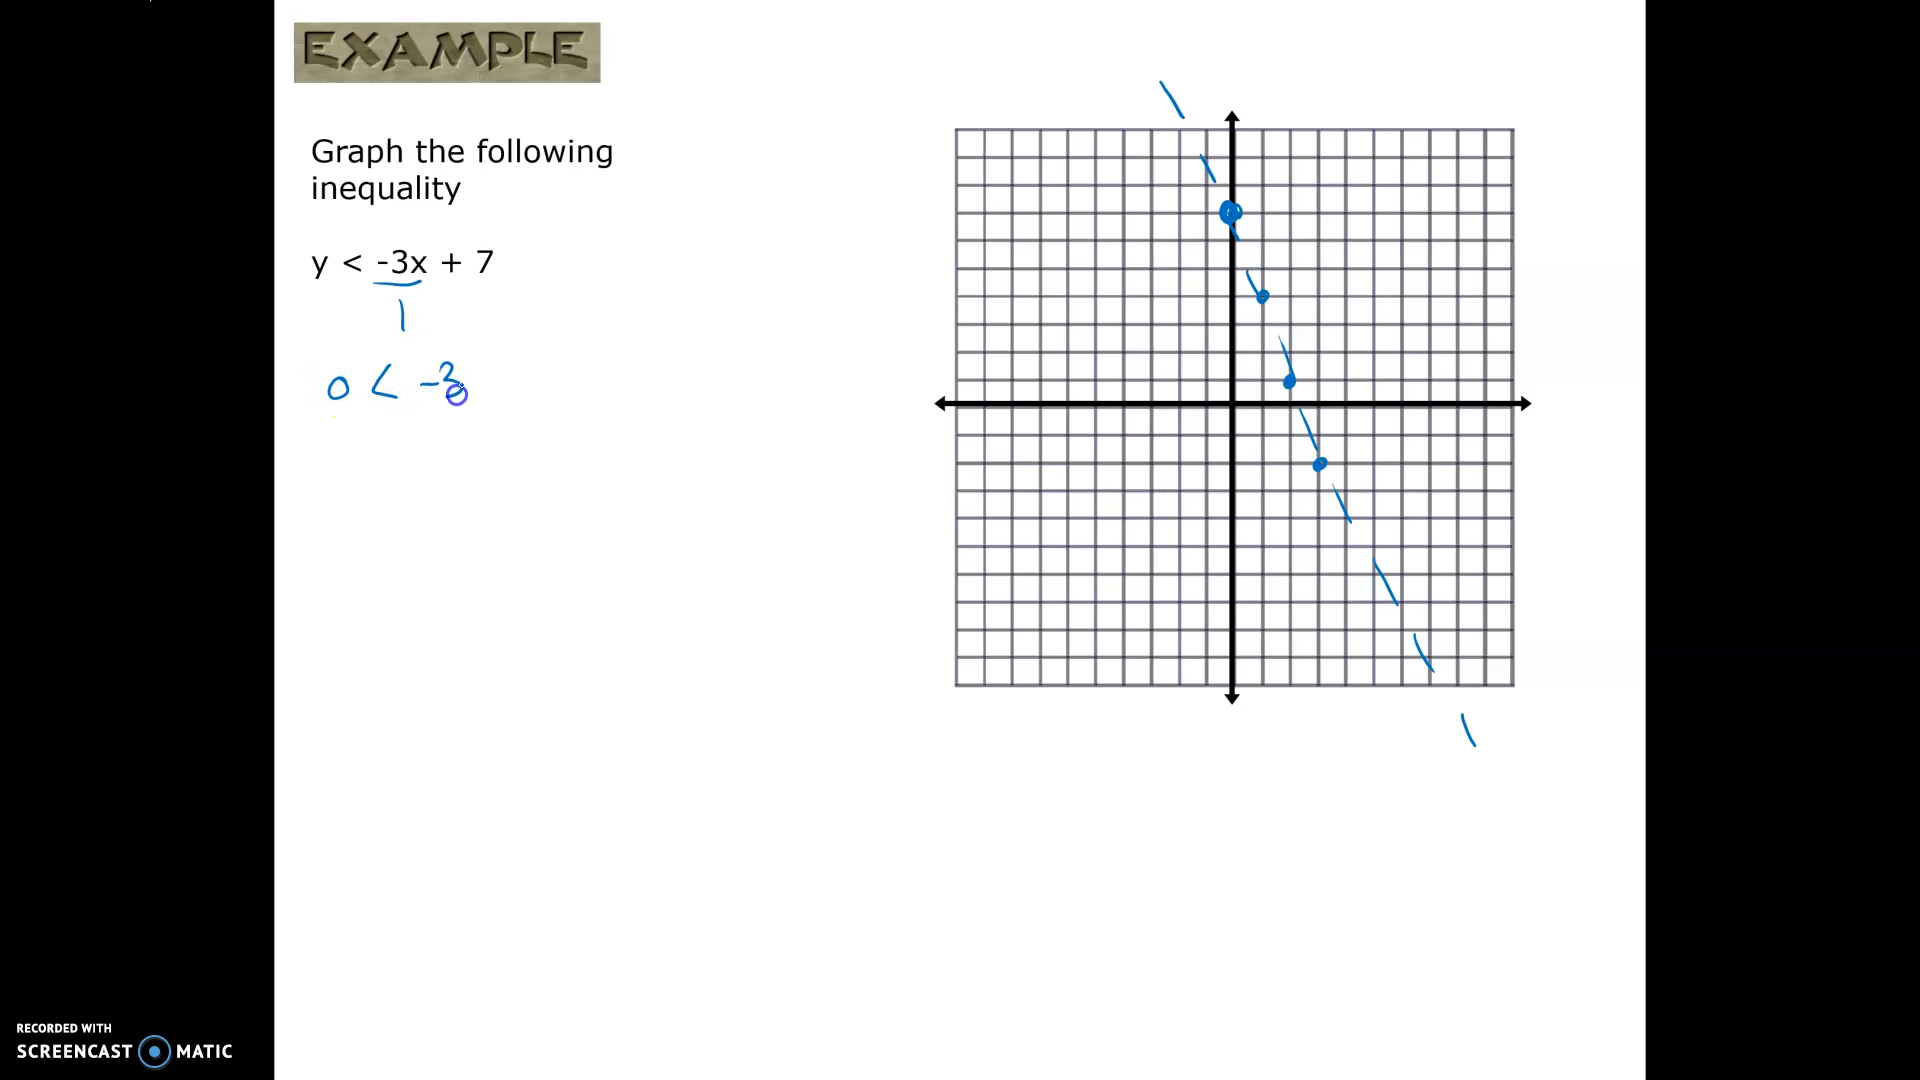 EXAMPLE
Graph the following
inequality
y < -3x + 7
1
0 < -3
RECORDED WITH
SCREENCAST MATIC